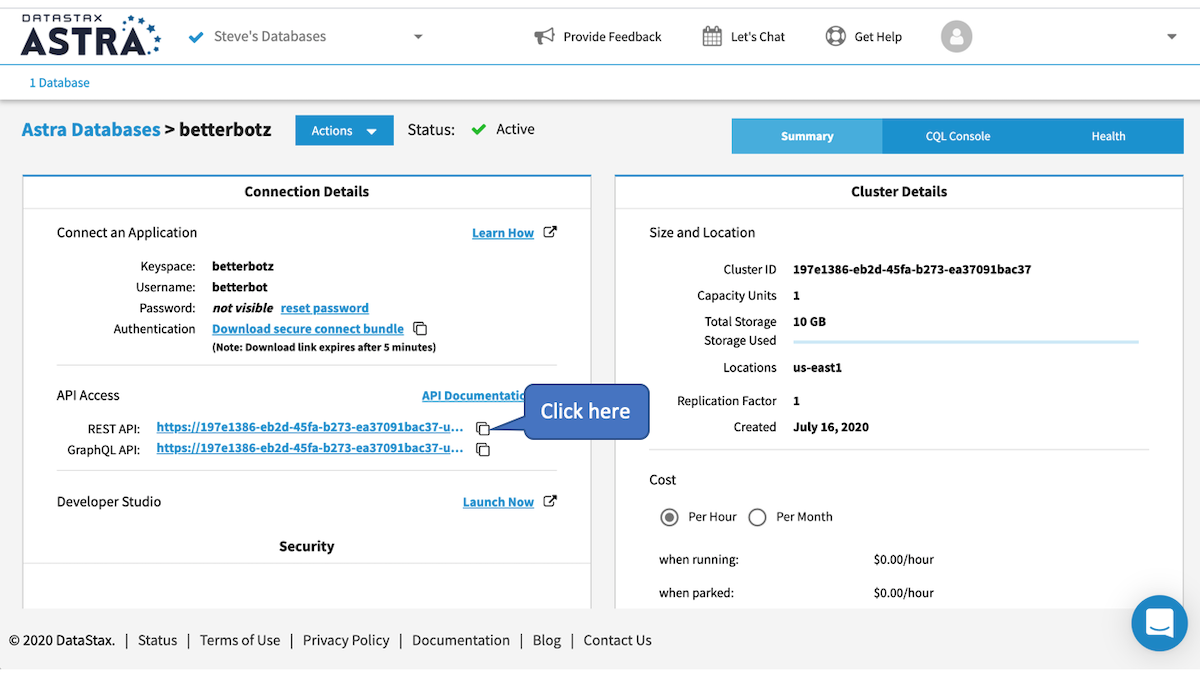 DATASTAX
ASTRA
Steve's Databases
Provide Feedback
Let's Chat
Get Help
1 Database
Astra Databases > betterbotz
Actions
Status:
Active
Summary
CQL Console
Health
Connection Details
Connect an Application
Learn How
Keyspace: betterbotz
Username: betterbot
Password: not visible reset password
Authentication Download secure connect bundle
(Note: Download link expires after 5 minutes)
API Access
API Documentatio
Click here
REST API: https://197e1386-eb2d-45fa-b273-ea37091bac37-u...
GraphQL API: https://197e1386-eb2d-45fa-b273-ea37091bac37-u...
Developer Studio
Launch Now
Security
Cluster Details
Size and Location
Cluster ID 197e1386-eb2d-45fa-b273-ea37091bac37
Capacity Units 1
Total Storage 10 GB
Storage Used
Locations us-east1
Replication Factor 1
Created July 16, 2020
Cost
Per Hour Per Month
when running: $0.00/hour
when parked: $0.00/hour
© 2020 DataStax. | Status | Terms of Use | Privacy Policy | Documentation | Blog | Contact Us